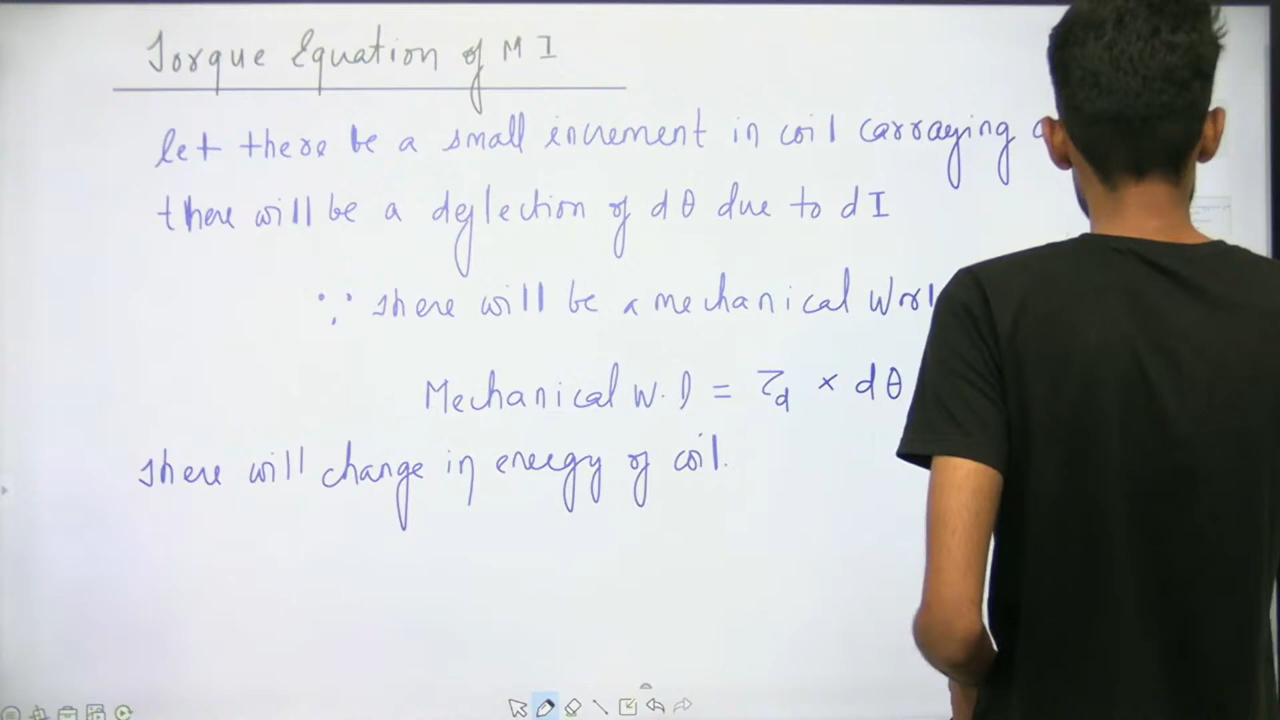 Torque Equation of M I
let there be a small increment in coil carraying
there will be a deflection of dθ due to dI
∵ there will be a mechanical
Mechanical W.D = τd × dθ
there will change in energy of coil.